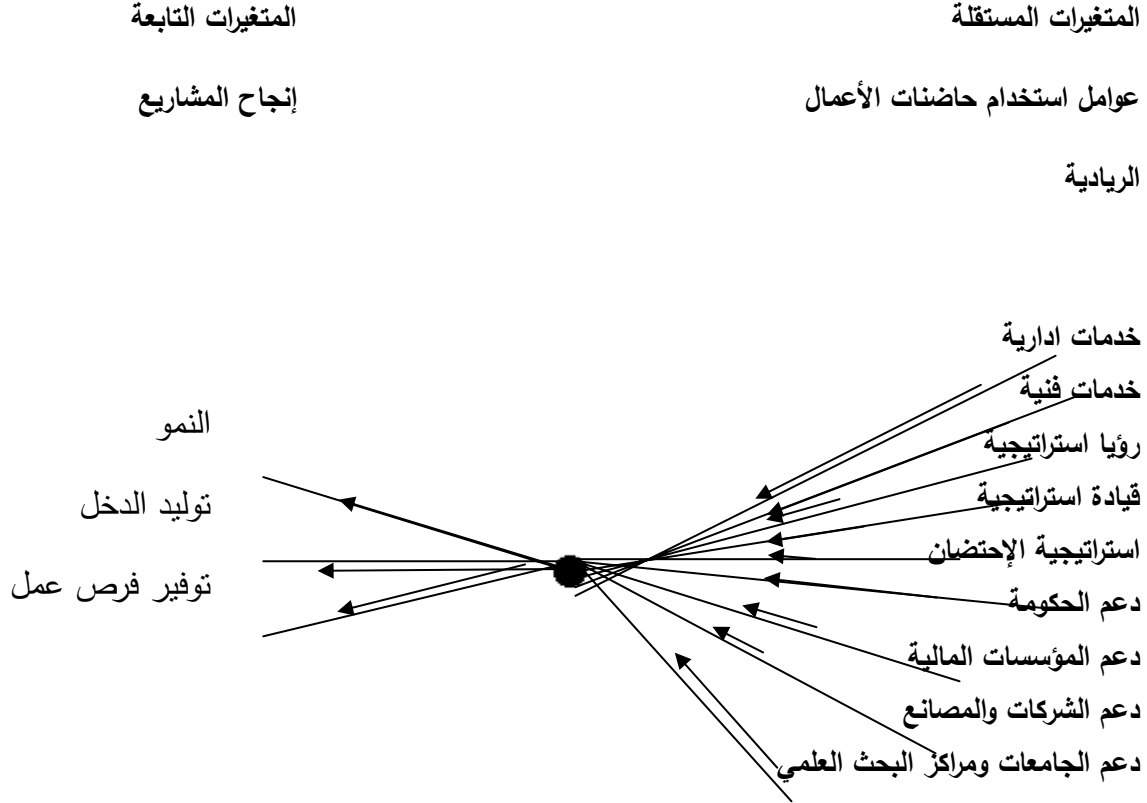 المتغيرات المستقلة
المتغيرات التابعة
عوامل استخدام حاضنات الأعمال
إنجاح المشاريع
الريادية
خدمات ادارية
خدمات فنية
رؤيا استراتيجية
قيادة استراتيجية
استراتيجية الإحتضان
دعم الحكومة
دعم المؤسسات المالية
دعم الشركات والمصانع
دعم الجامعات ومراكز البحث العلمي
النمو
توليد الدخل
توفير فرص عمل